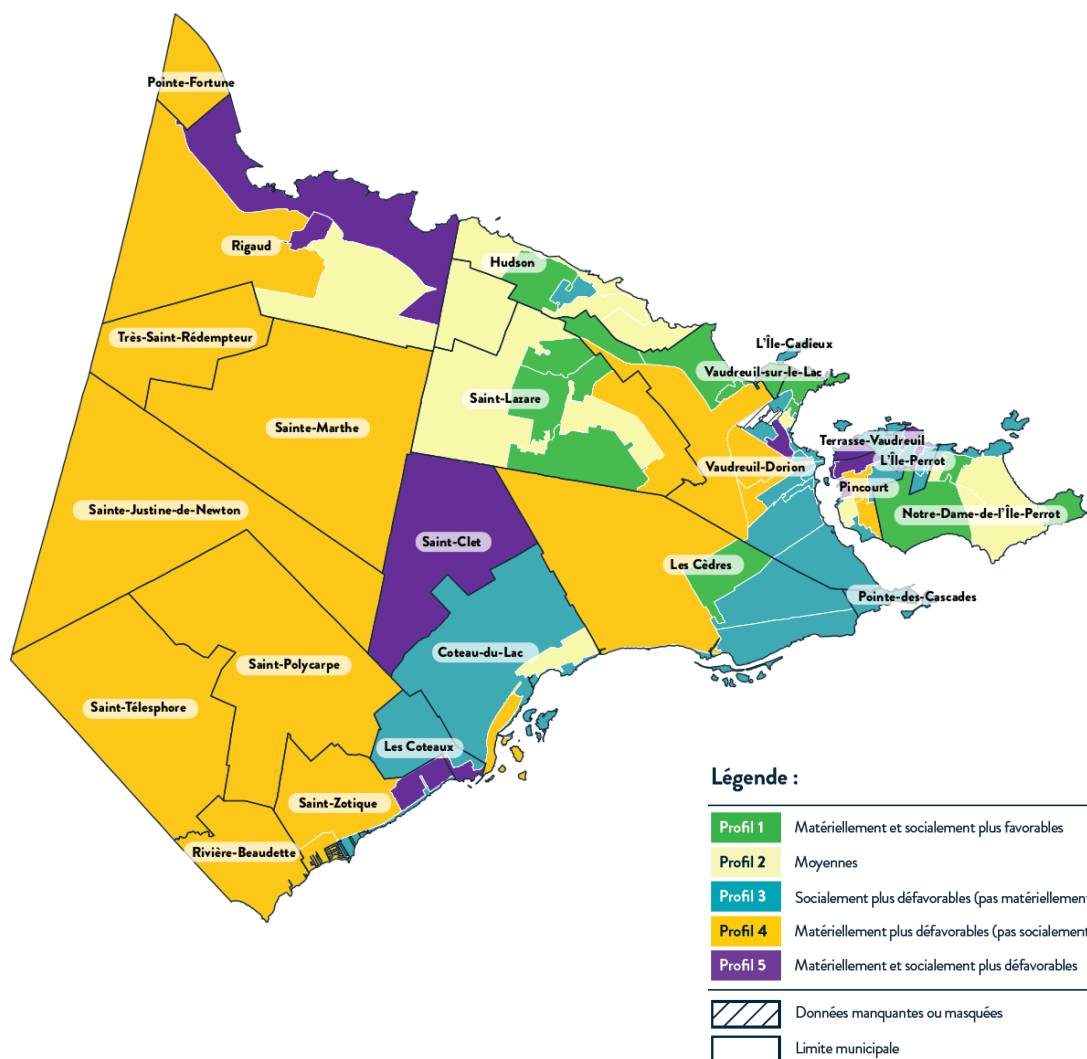 Pointe-Fortune
Rigaud
Hudson
Très-Saint-Rédempteur
L'Île-Cadieux
Vaudreuil-sur-le-Lac
Saint-Lazare
Sainte-Marthe
Terrasse-Vaudreuil
L'Île-Perrot
Vaudreuil-Dorion
Pincourt
Sainte-Justine-de-Newton
Notre-Dame-de-l'Île-Perrot
Saint-Clet
Les Cèdres
Pointe-des-Cascades
Coteau-du-Lac
Saint-Polycarpe
Saint-Télesphore
Les Coteaux
Saint-Zotique
Rivière-Beaudette
Légende :
Profil 1 Matériellement et socialement plus favorables
Profil 2 Moyennes
Profil 3 Socialement plus défavorables (pas matériellement
Profil 4 Matériellement plus défavorables (pas socialement
Profil 5 Matériellement et socialement plus défavorables
Données manquantes ou masquées
Limite municipale